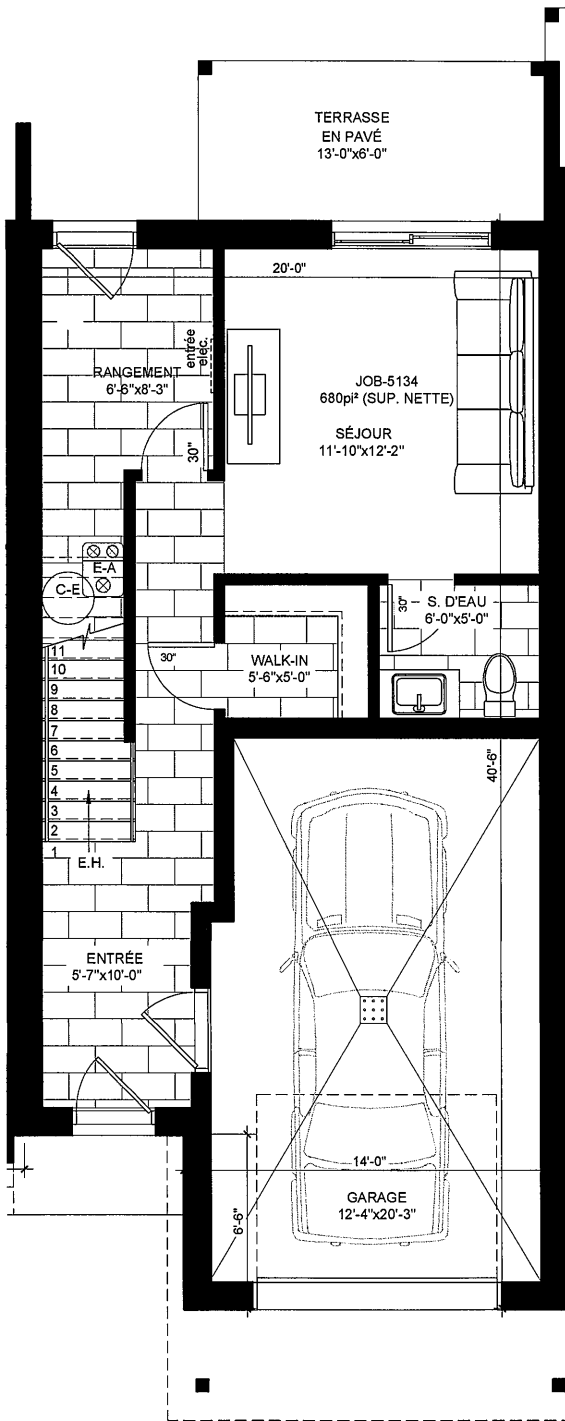 TERRASSE
EN PAVÉ
13'-0"x6'-0"
20'-0"
entrée
elec.
RANGEMENT
6'-6"x8'-3"
JOB-5134
680pi² (SUP. NETTE)
SÉJOUR
11'-10"x12'-2"
30"
E-A
C-E
30"
S. D'EAU
6'-0"x5'-0"
30"
WALK-IN
5'-6"x5'-0"
11
10
9
8
7
6
5
4
3
2
1
E.H.
40'-6"
ENTRÉE
5'-7"x10'-0"
14'-0"
GARAGE
12'-4"x20'-3"
6'-6"